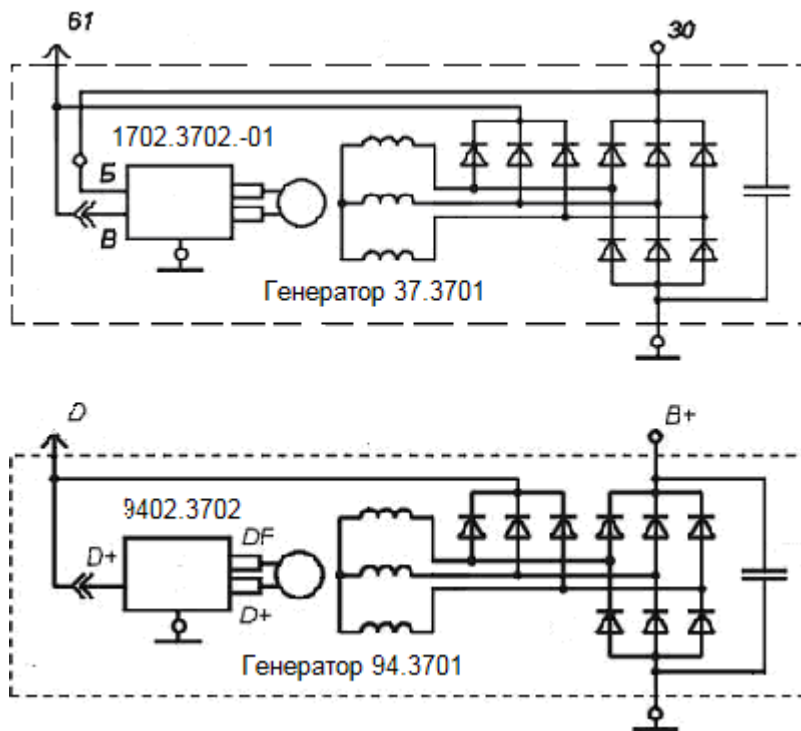 61
30
1702.3702.-01
Б
В
Генератор 37.3701
D
B+
9402.3702
DF
D+
D+
Генератор 94.3701